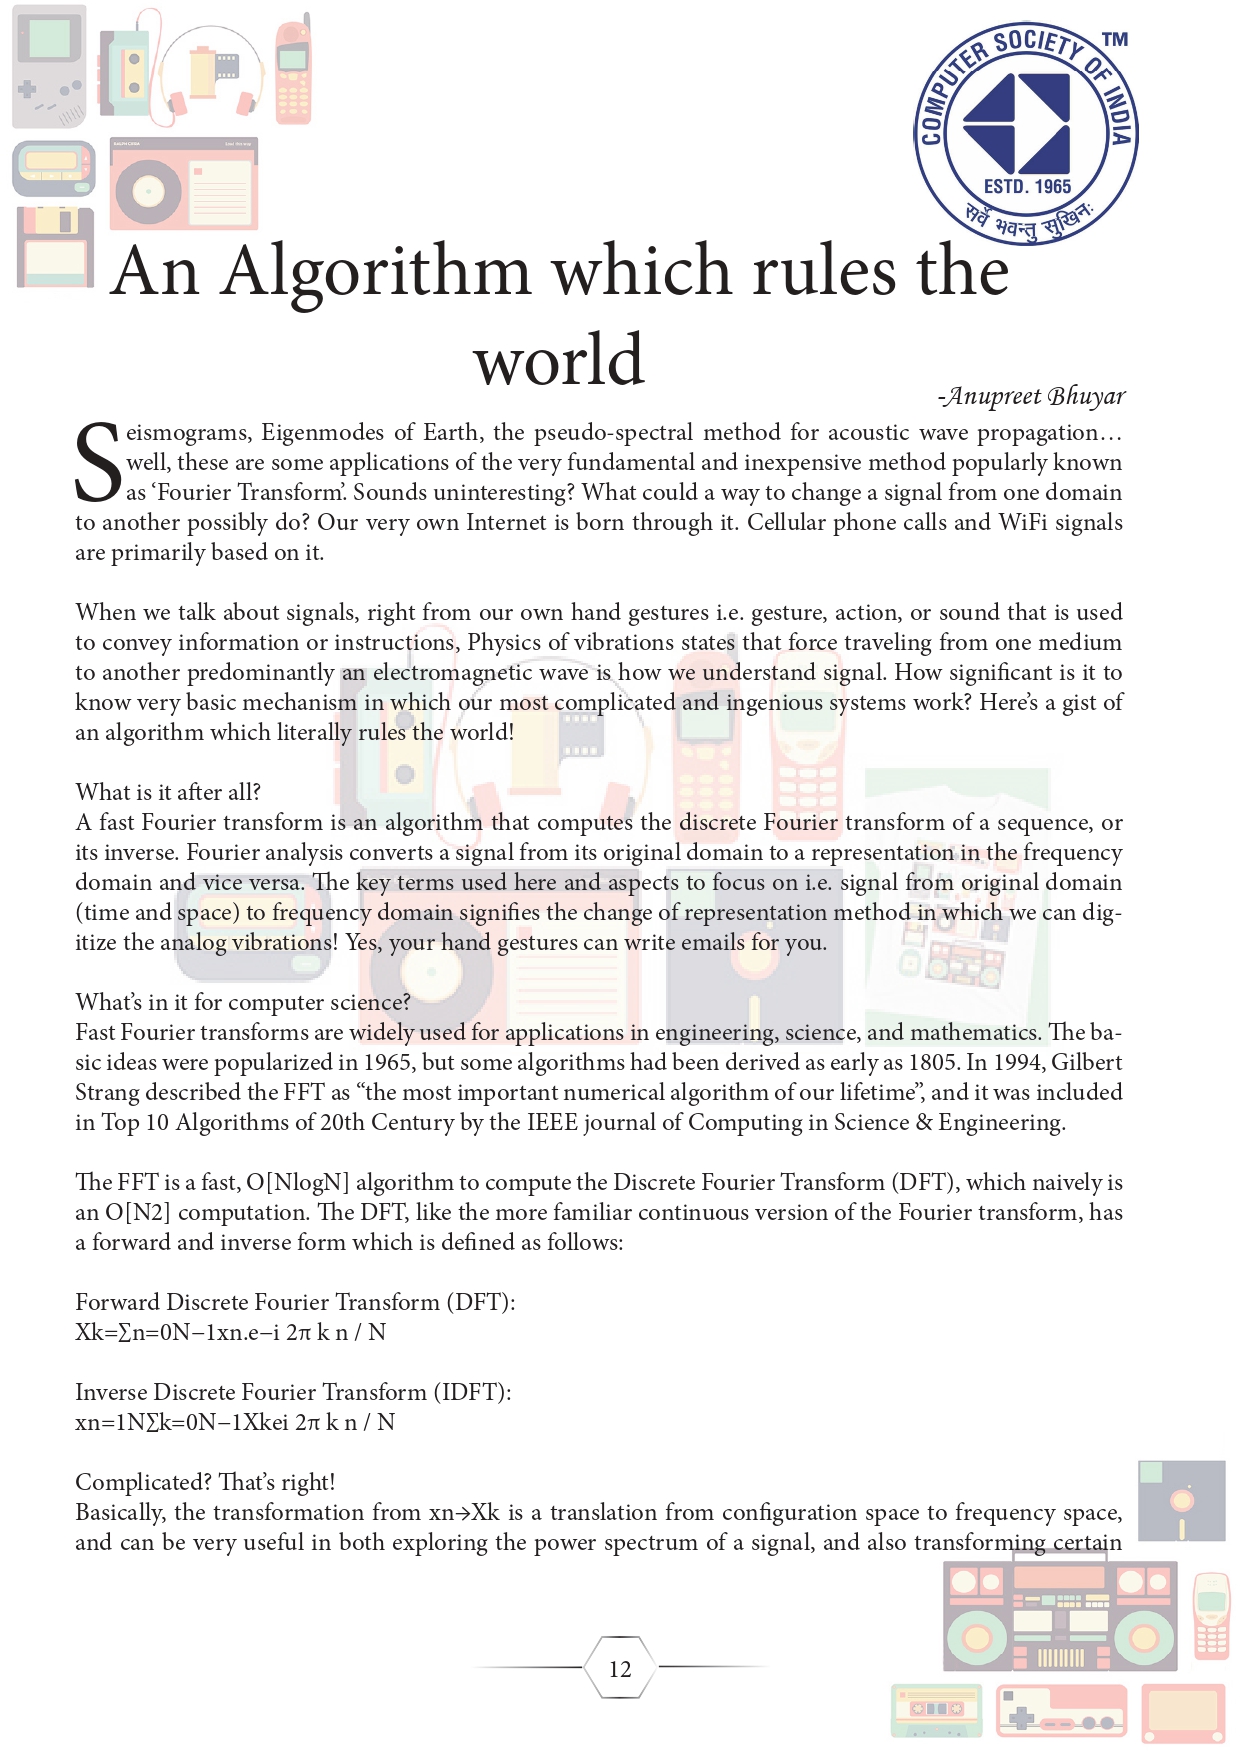 COMPUTER SOCIETY OF INDIA
TM
ESTD. 1965
सर्वे भवन्तु सुखिनः
An Algorithm which rules the
world
-Anupreet Bhuyar
Seismograms, Eigenmodes of Earth, the pseudo-spectral method for acoustic wave propagation…
well, these are some applications of the very fundamental and inexpensive method popularly known
as ‘Fourier Transform’. Sounds uninteresting? What could a way to change a signal from one domain
to another possibly do? Our very own Internet is born through it. Cellular phone calls and WiFi signals
are primarily based on it.
When we talk about signals, right from our own hand gestures i.e. gesture, action, or sound that is used
to convey information or instructions, Physics of vibrations states that force traveling from one medium
to another predominantly an electromagnetic wave is how we understand signal. How significant is it to
know very basic mechanism in which our most complicated and ingenious systems work? Here’s a gist of
an algorithm which literally rules the world!
What is it after all?
A fast Fourier transform is an algorithm that computes the discrete Fourier transform of a sequence, or
its inverse. Fourier analysis converts a signal from its original domain to a representation in the frequency
domain and vice versa. The key terms used here and aspects to focus on i.e. signal from original domain
(time and space) to frequency domain signifies the change of representation method in which we can dig-
itize the analog vibrations! Yes, your hand gestures can write emails for you.
What’s in it for computer science?
Fast Fourier transforms are widely used for applications in engineering, science, and mathematics. The ba-
sic ideas were popularized in 1965, but some algorithms had been derived as early as 1805. In 1994, Gilbert
Strang described the FFT as “the most important numerical algorithm of our lifetime”, and it was included
in Top 10 Algorithms of 20th Century by the IEEE journal of Computing in Science & Engineering.
The FFT is a fast, O[NlogN] algorithm to compute the Discrete Fourier Transform (DFT), which naively is
an O[N2] computation. The DFT, like the more familiar continuous version of the Fourier transform, has
a forward and inverse form which is defined as follows:
Forward Discrete Fourier Transform (DFT):
Xk=∑n=0N−1xn.e−i 2π k n / N
Inverse Discrete Fourier Transform (IDFT):
xn=1N∑k=0N−1Xkei 2π k n / N
Complicated? That’s right!
Basically, the transformation from xn→Xk is a translation from configuration space to frequency space,
and can be very useful in both exploring the power spectrum of a signal, and also transforming certain
12